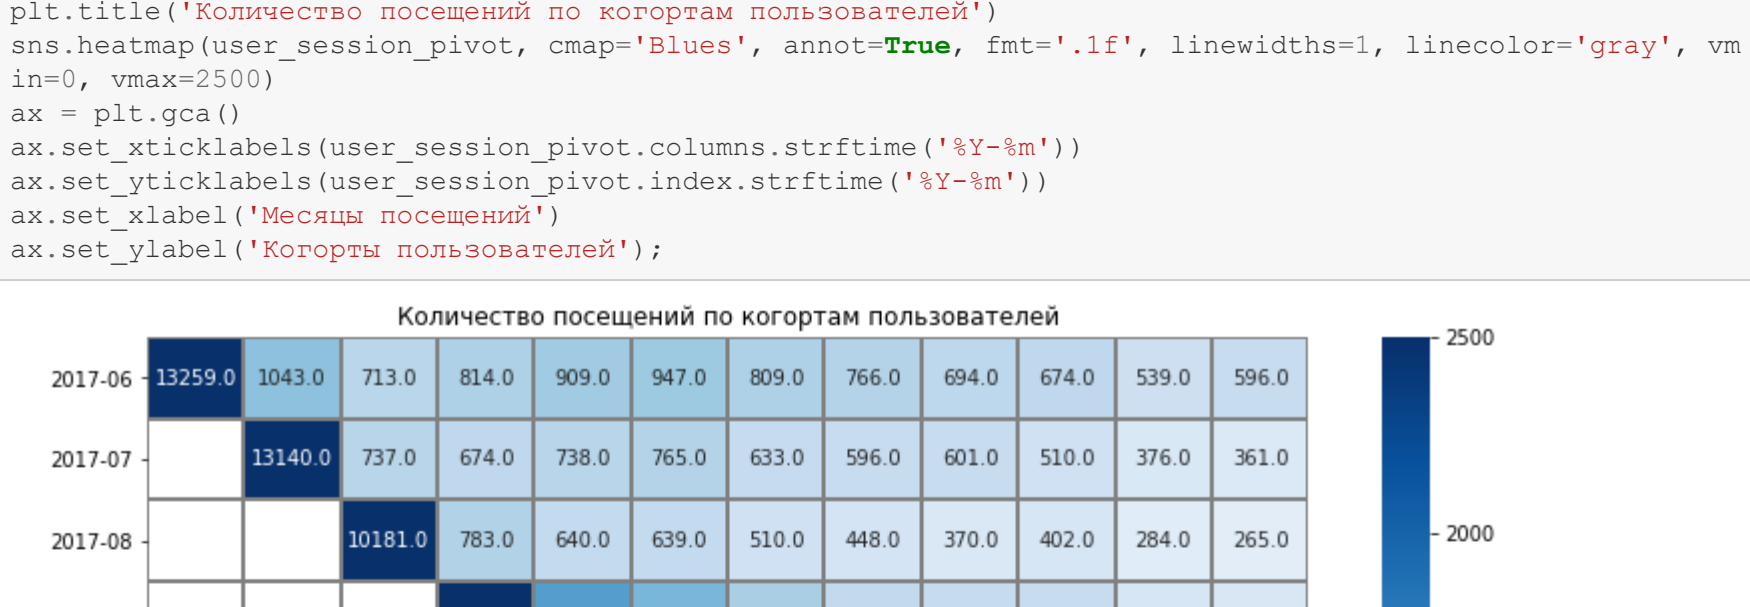 plt.title('Количество посещений по когортам пользователей')
sns.heatmap(user_session_pivot, cmap='Blues', annot=True, fmt='.1f', linewidths=1, linecolor='gray', vm
in=0, vmax=2500)
ax = plt.gca()
ax.set_xticklabels(user_session_pivot.columns.strftime('%Y-%m'))
ax.set_yticklabels(user_session_pivot.index.strftime('%Y-%m'))
ax.set_xlabel('Месяцы посещений')
ax.set_ylabel('Когорты пользователей');
Количество посещений по когортам пользователей
2500
2017-06 13259.0 1043.0 713.0 814.0 909.0 947.0 809.0 766.0 694.0 674.0 539.0 596.0
2017-07 13140.0 737.0 674.0 738.0 765.0 633.0 596.0 601.0 510.0 376.0 361.0
2017-08 10181.0 783.0 640.0 639.0 510.0 448.0 370.0 402.0 284.0 265.0
2000